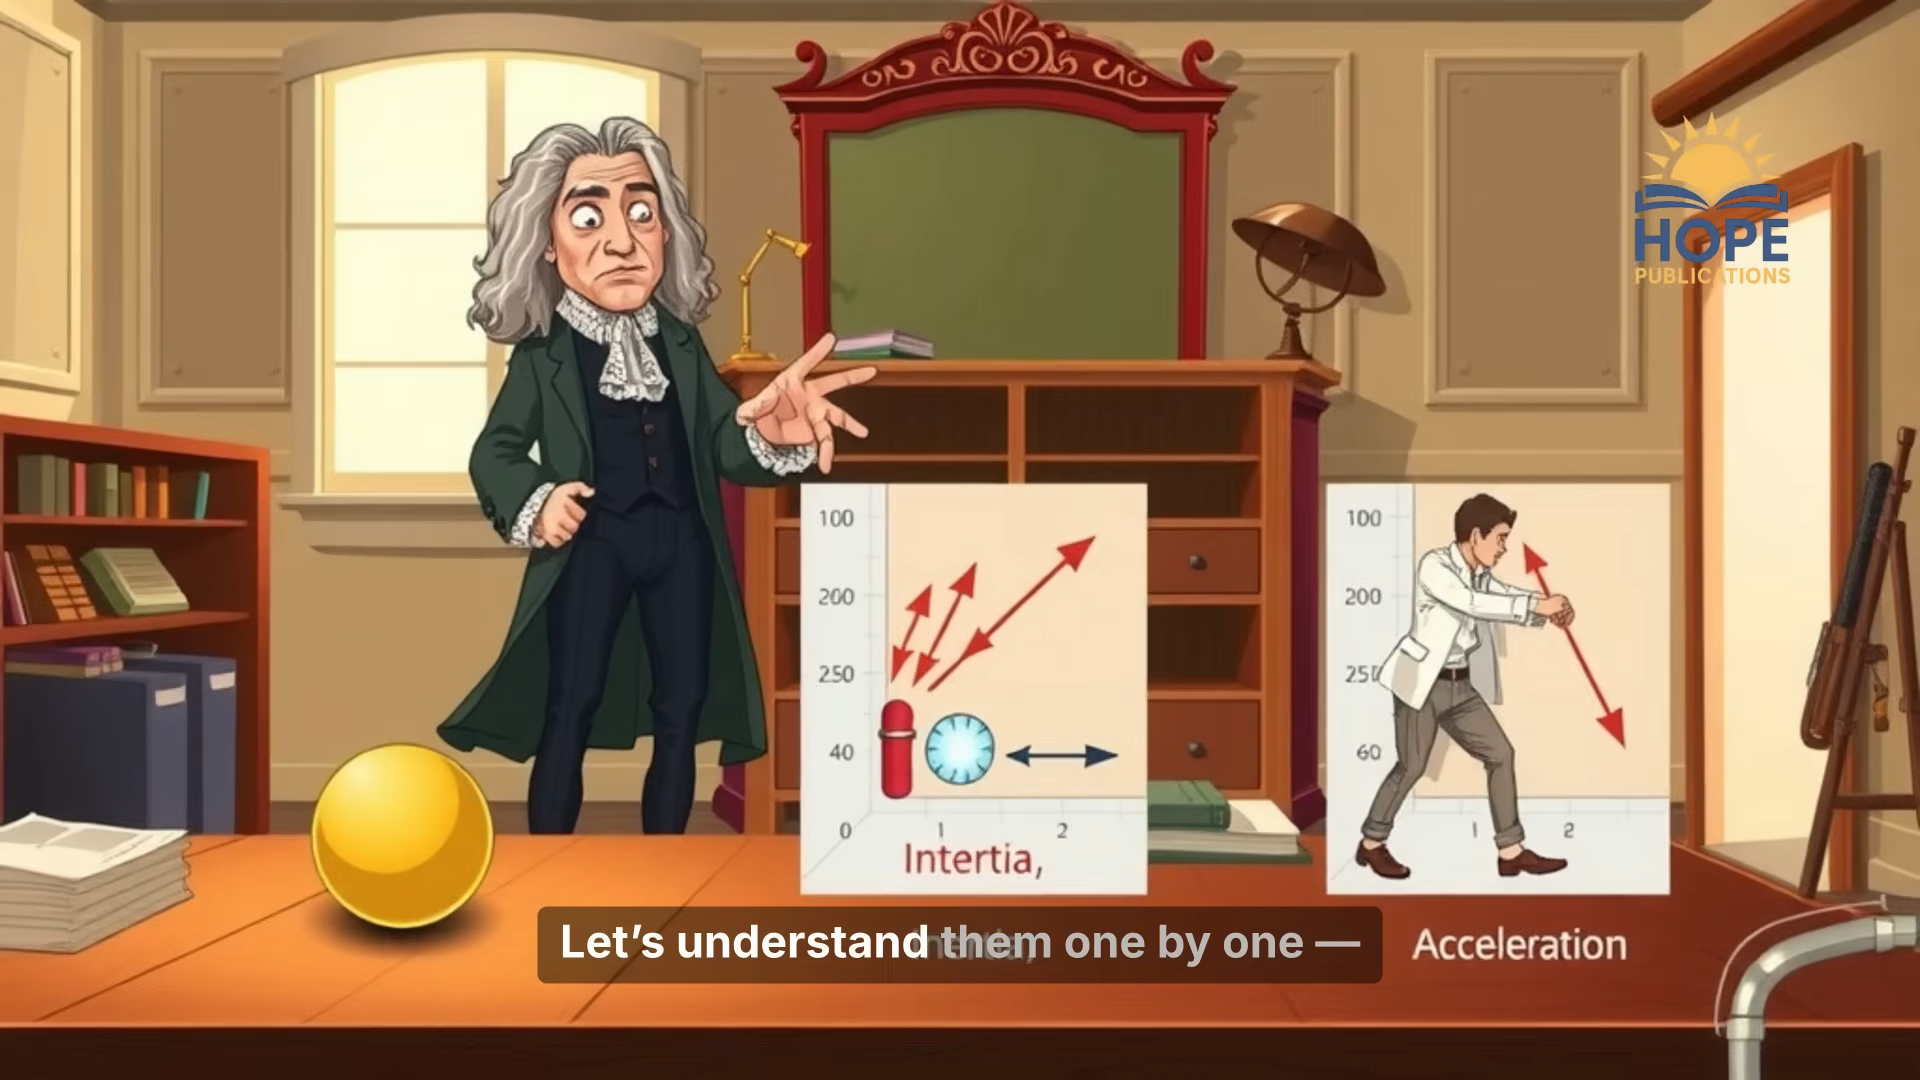 HOPE
PUBLICATIONS
100
200
250
40
0 1 2
Intertia,
100
200
60
1 2
Let's understand them one by one —
Acceleration